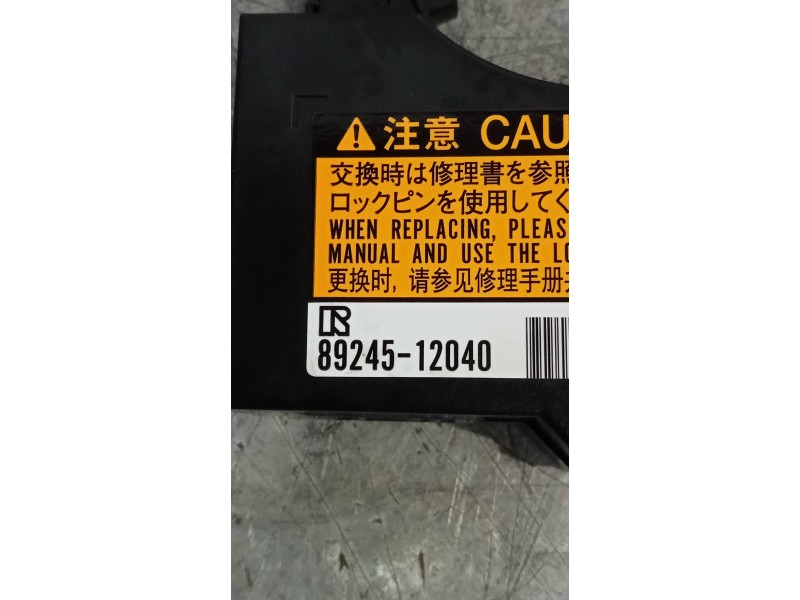 注意 CAU
交換時は修理書を参照
ロックピンを使用してく
WHEN REPLACING, PLEAS
MANUAL AND USE THE LO
更换时, 请参见修理手册
89245-12040